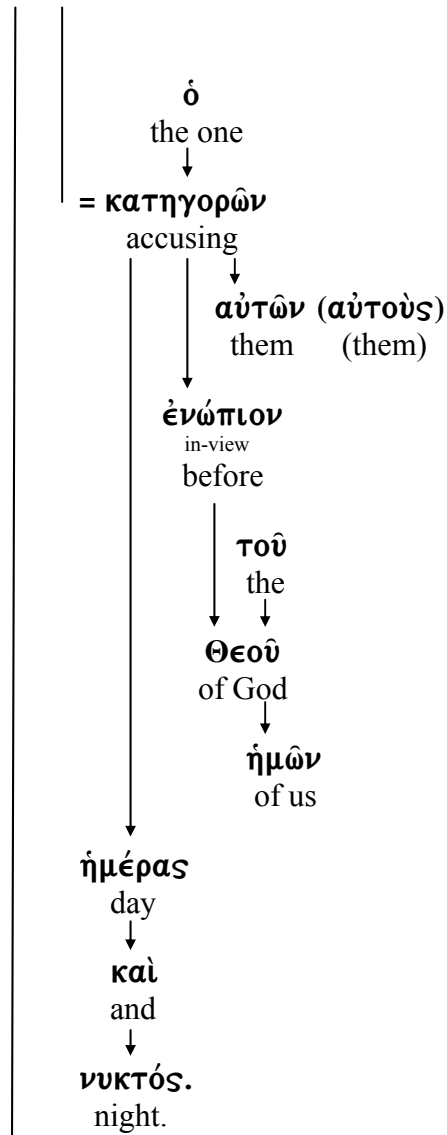 ὁ
the one
= κατηγορῶν
accusing
αὐτῶν (αὐτοὺς)
them (them)
ἐνώπιον
in-view
before
τοῦ
the
Θεοῦ
of God
ἡμῶν
of us
ἡμέρας
day
καὶ
and
νυκτός.
night.